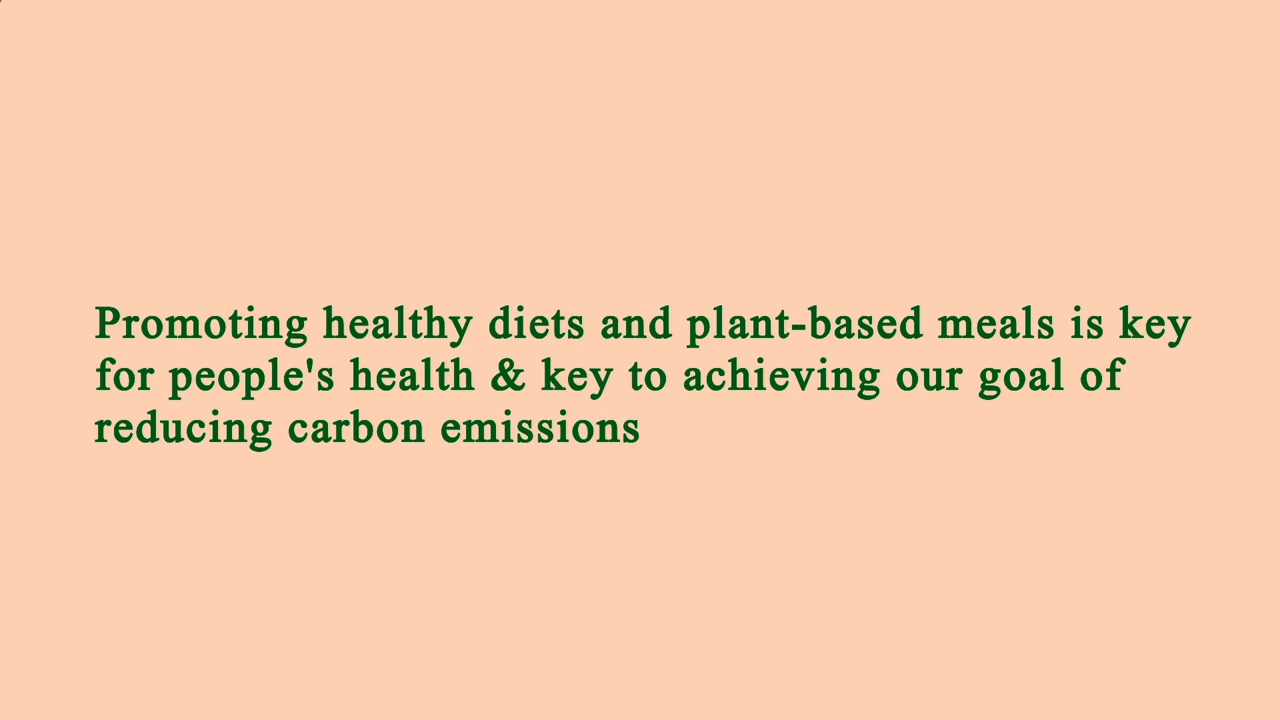 Promoting healthy diets and plant-based meals is key
for people's health & key to achieving our goal of
reducing carbon emissions